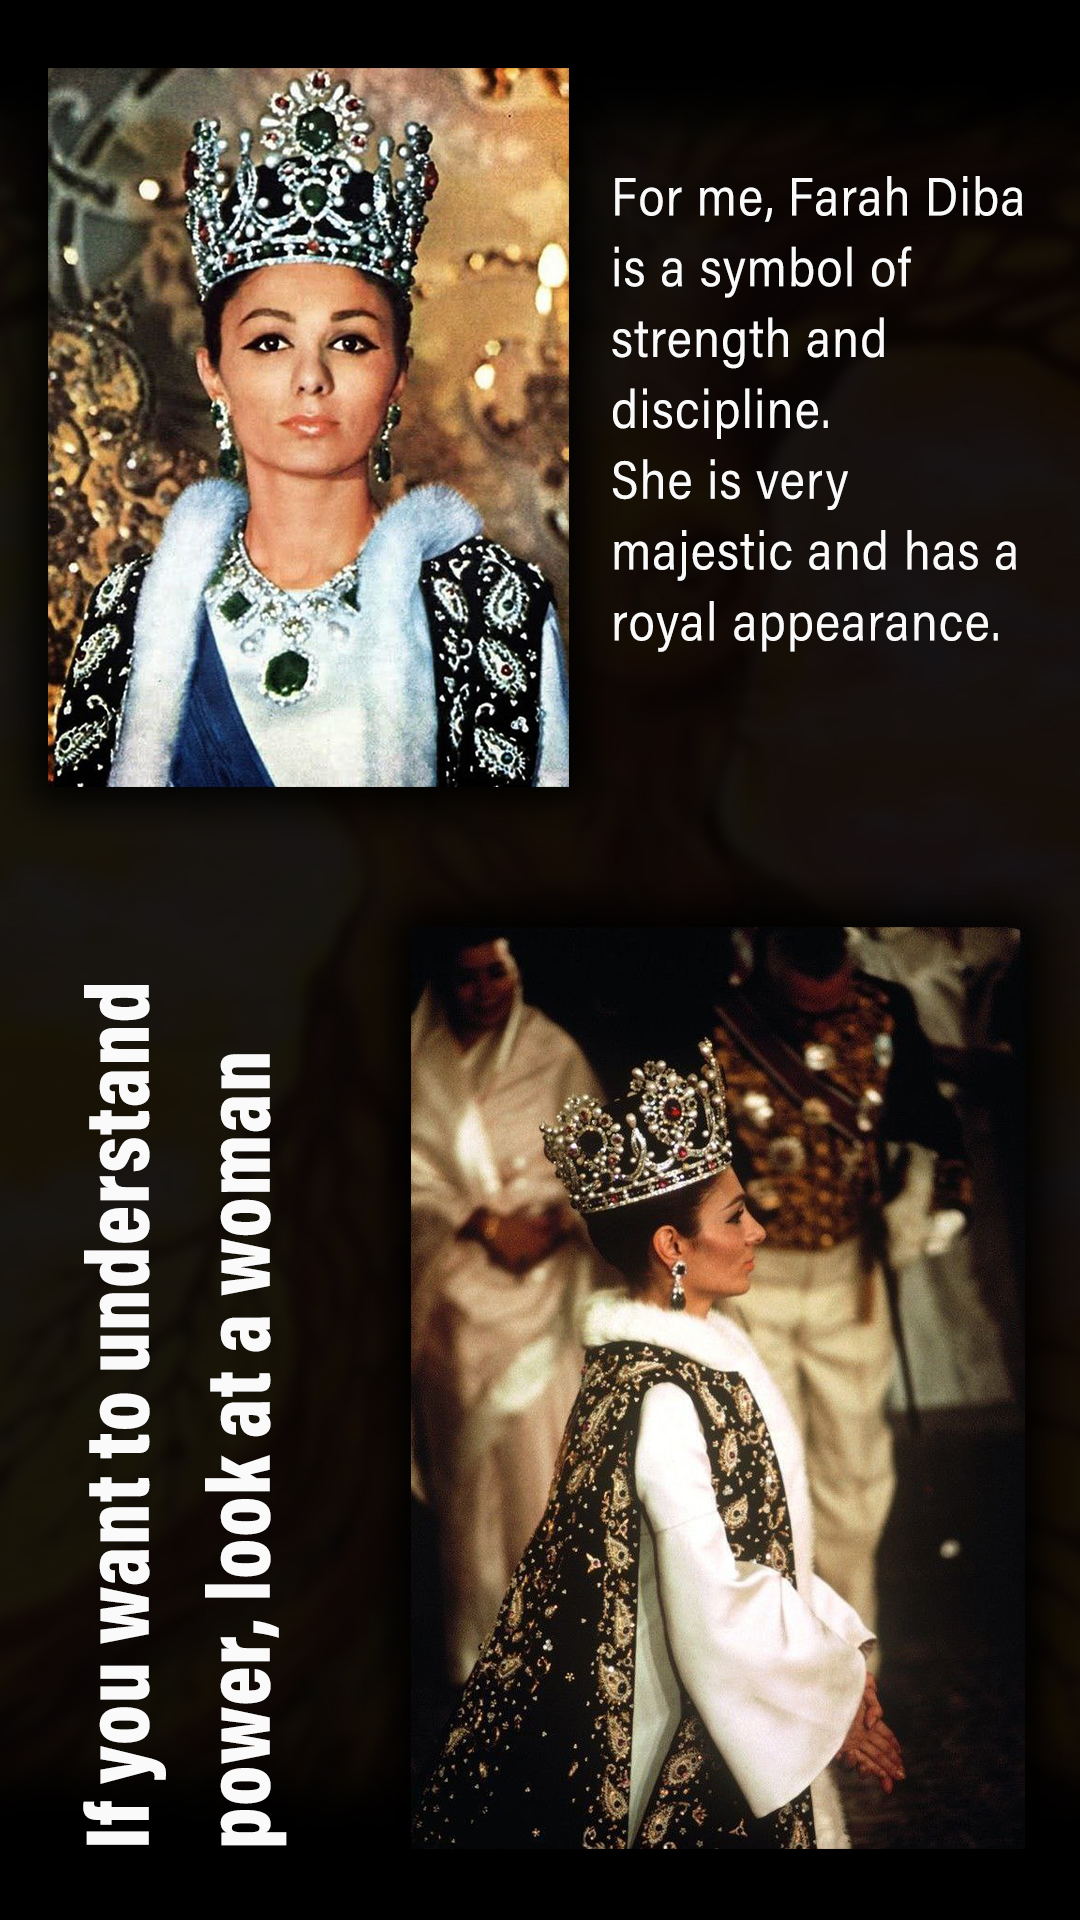 For me, Farah Diba
is a symbol of
strength and
discipline.
She is very
majestic and has a
royal appearance.
If you want to understand
power, look at a woman